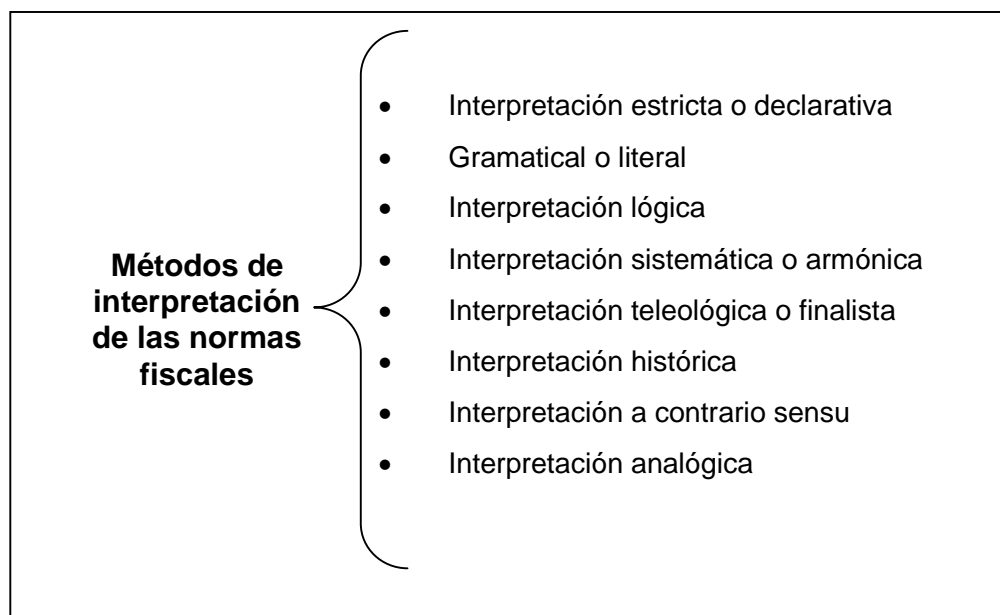 Métodos de
interpretación
de las normas
fiscales
• Interpretación estricta o declarativa
• Gramatical o literal
• Interpretación lógica
• Interpretación sistemática o armónica
• Interpretación teleológica o finalista
• Interpretación histórica
• Interpretación a contrario sensu
• Interpretación analógica